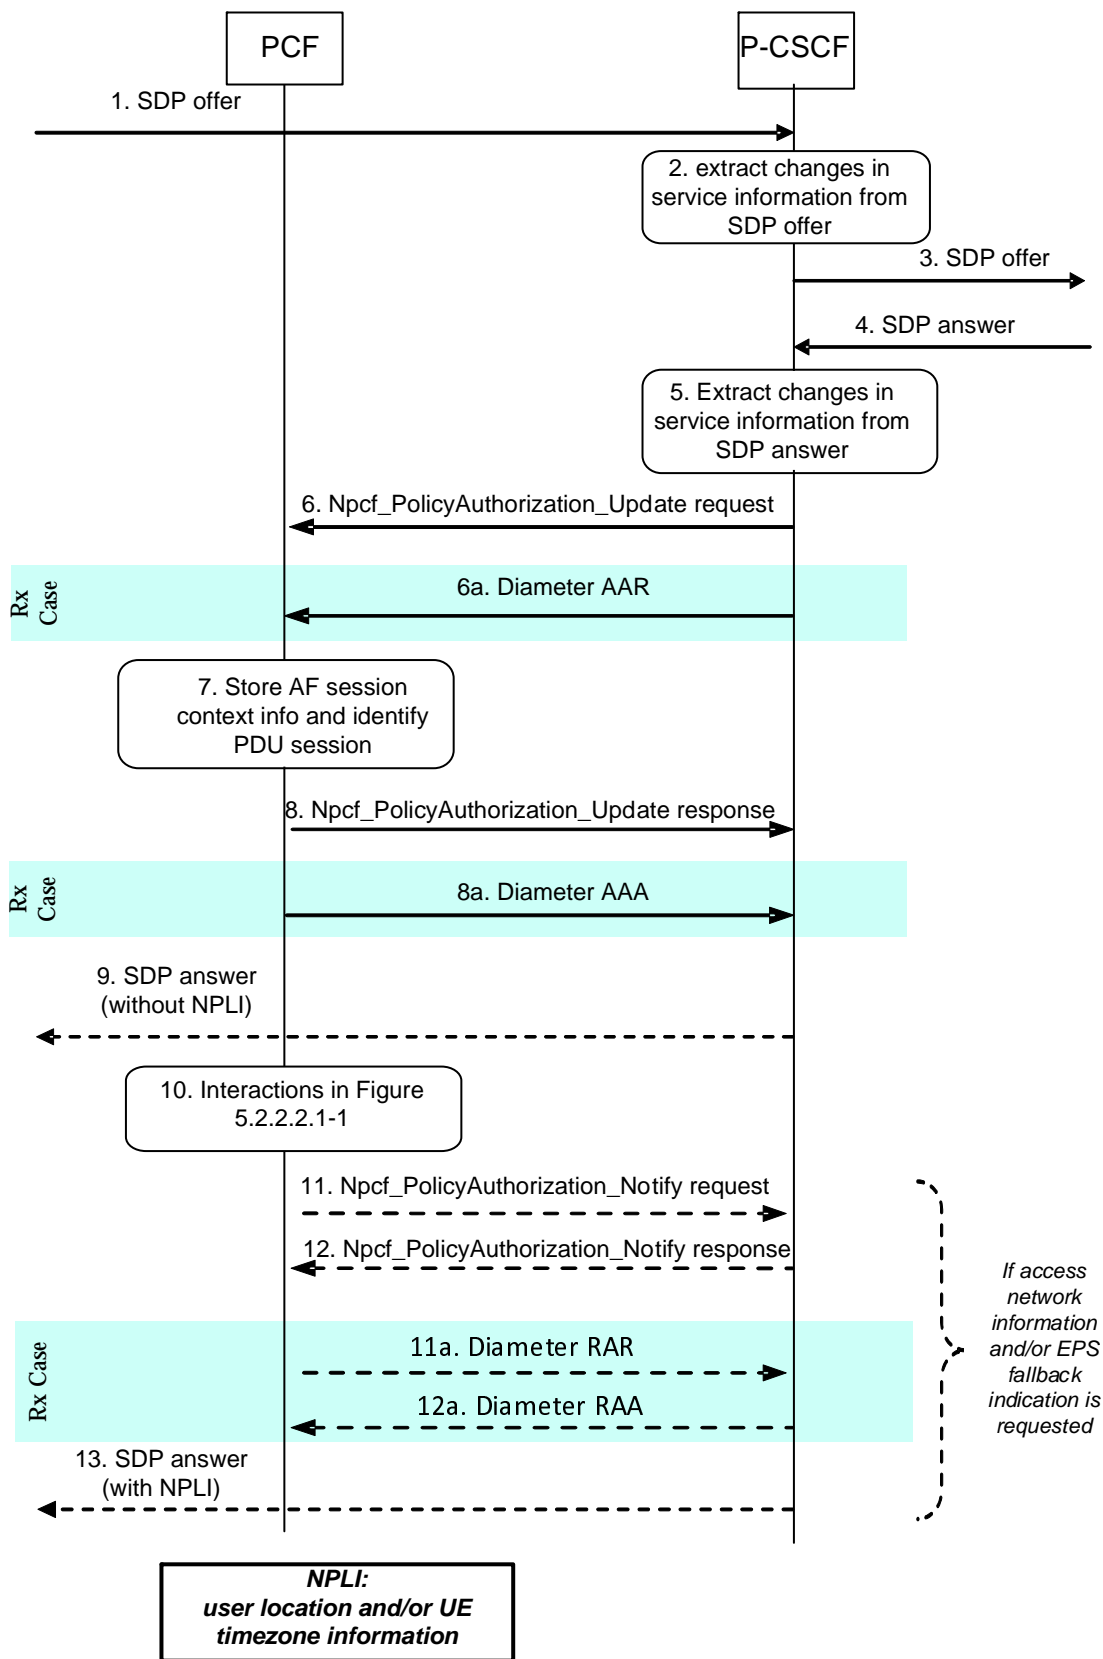 PCF
P-CSCF
1. SDP offer
2. extract changes in
service information from
SDP offer
3. SDP offer
4. SDP answer
5. Extract changes in
service information from
SDP answer
6. Npcf_PolicyAuthorization_Update request
Rx
Case
6a. Diameter AAR
7. Store AF session
context info and identify
PDU session
8. Npcf_PolicyAuthorization_Update response
Rx
Case
8a. Diameter AAA
9. SDP answer
(without NPLI)
10. Interactions in Figure
5.2.2.2.1-1
11. Npcf_PolicyAuthorization_Notify request
12. Npcf_PolicyAuthorization_Notify response
If access
network
information
and/or EPS
fallback
indication is
requested
Rx Case
11a. Diameter RAR
12a. Diameter RAA
13. SDP answer
(with NPLI)
NPLI:
user location and/or UE
timezone information